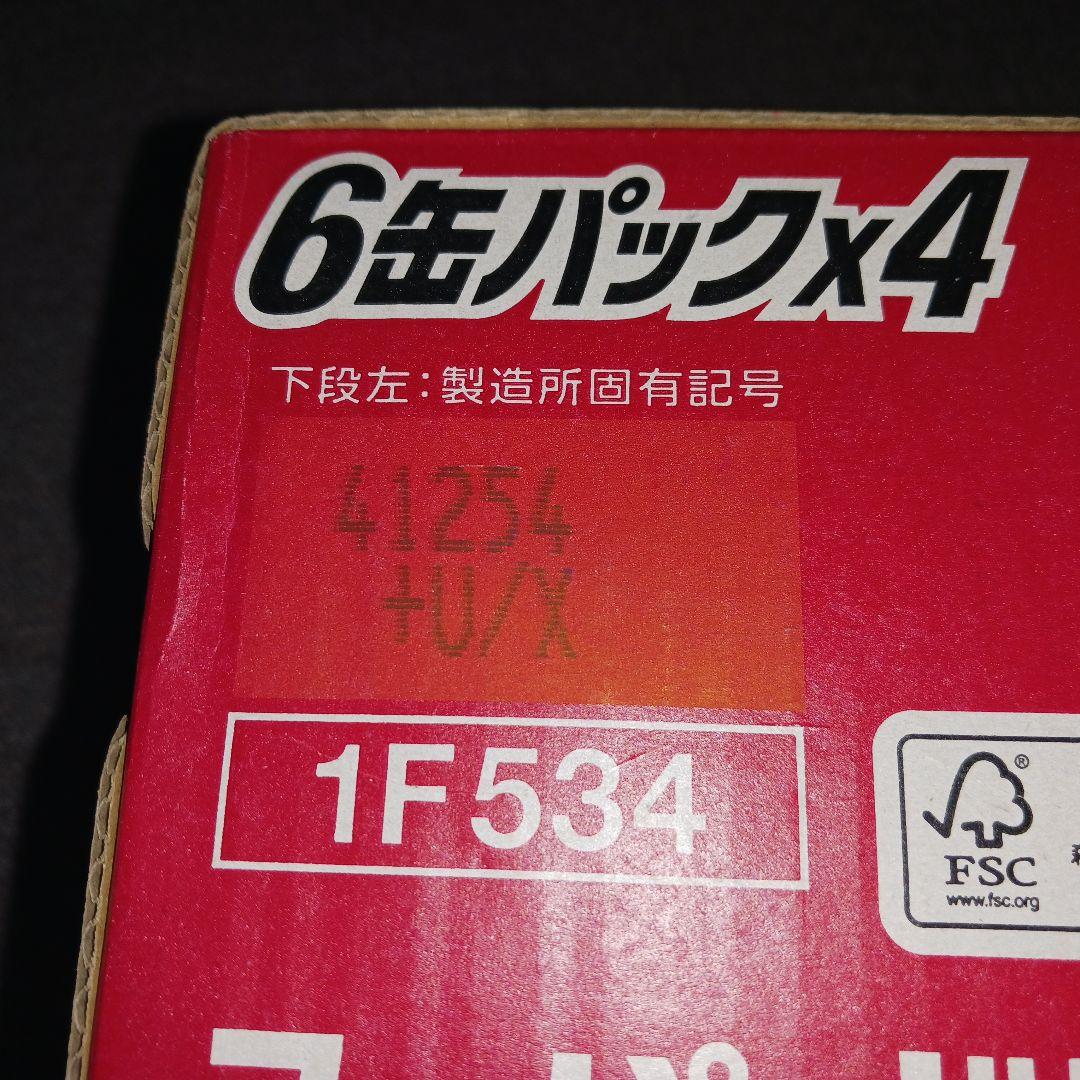 6缶パックx4
下段左:製造所固有記号
41254
+U/X
1F534
FSC
®
www.fsc.org